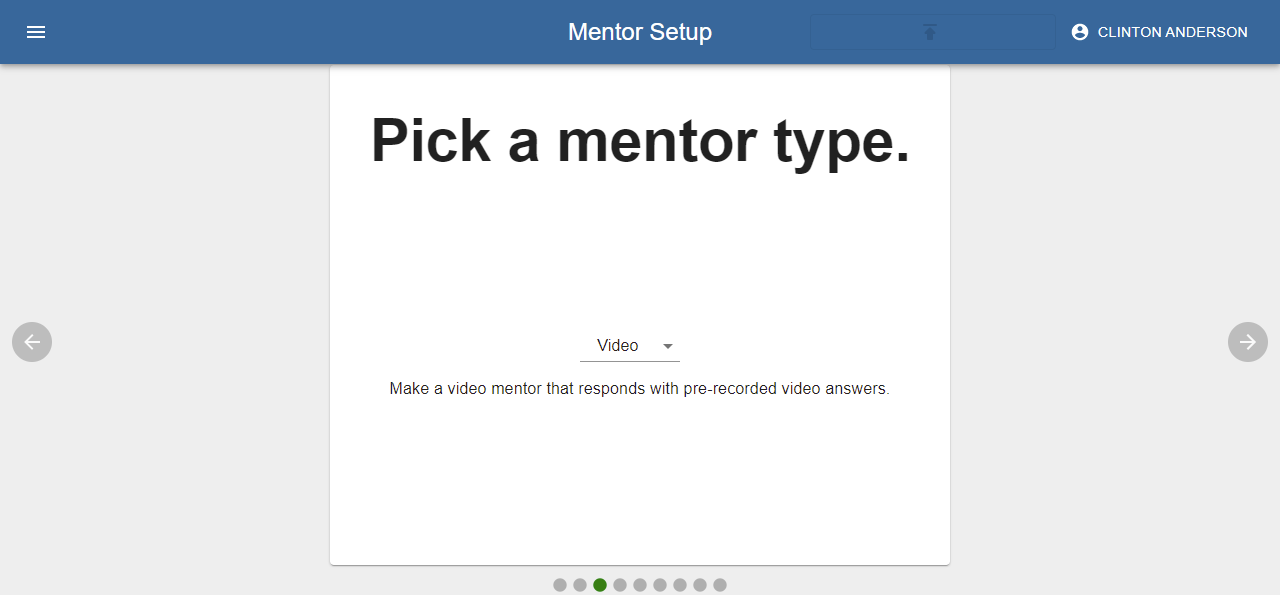 Mentor Setup
CLINTON ANDERSON
Pick a mentor type.
Video
Make a video mentor that responds with pre-recorded video answers.